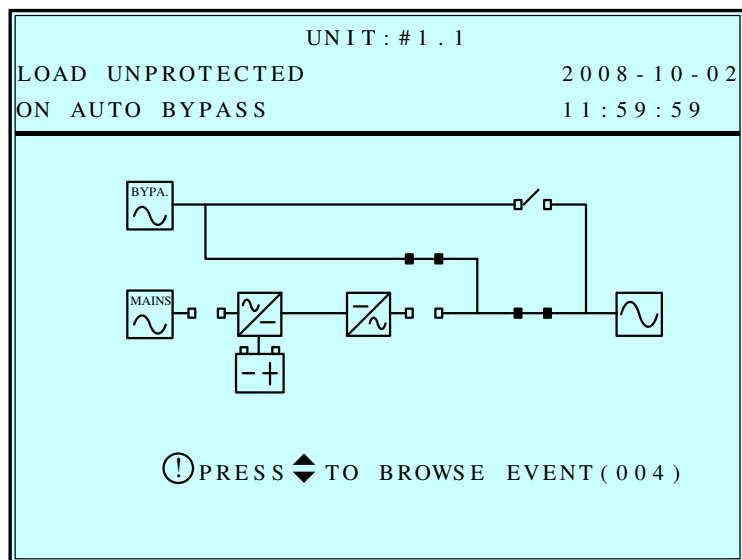 UNIT:#1.1
LOAD UNPROTECTED 2008-10-02
ON AUTO BYPASS 11:59:59
BYPA.
MAINS
! PRESS TO BROWSE EVENT(004)